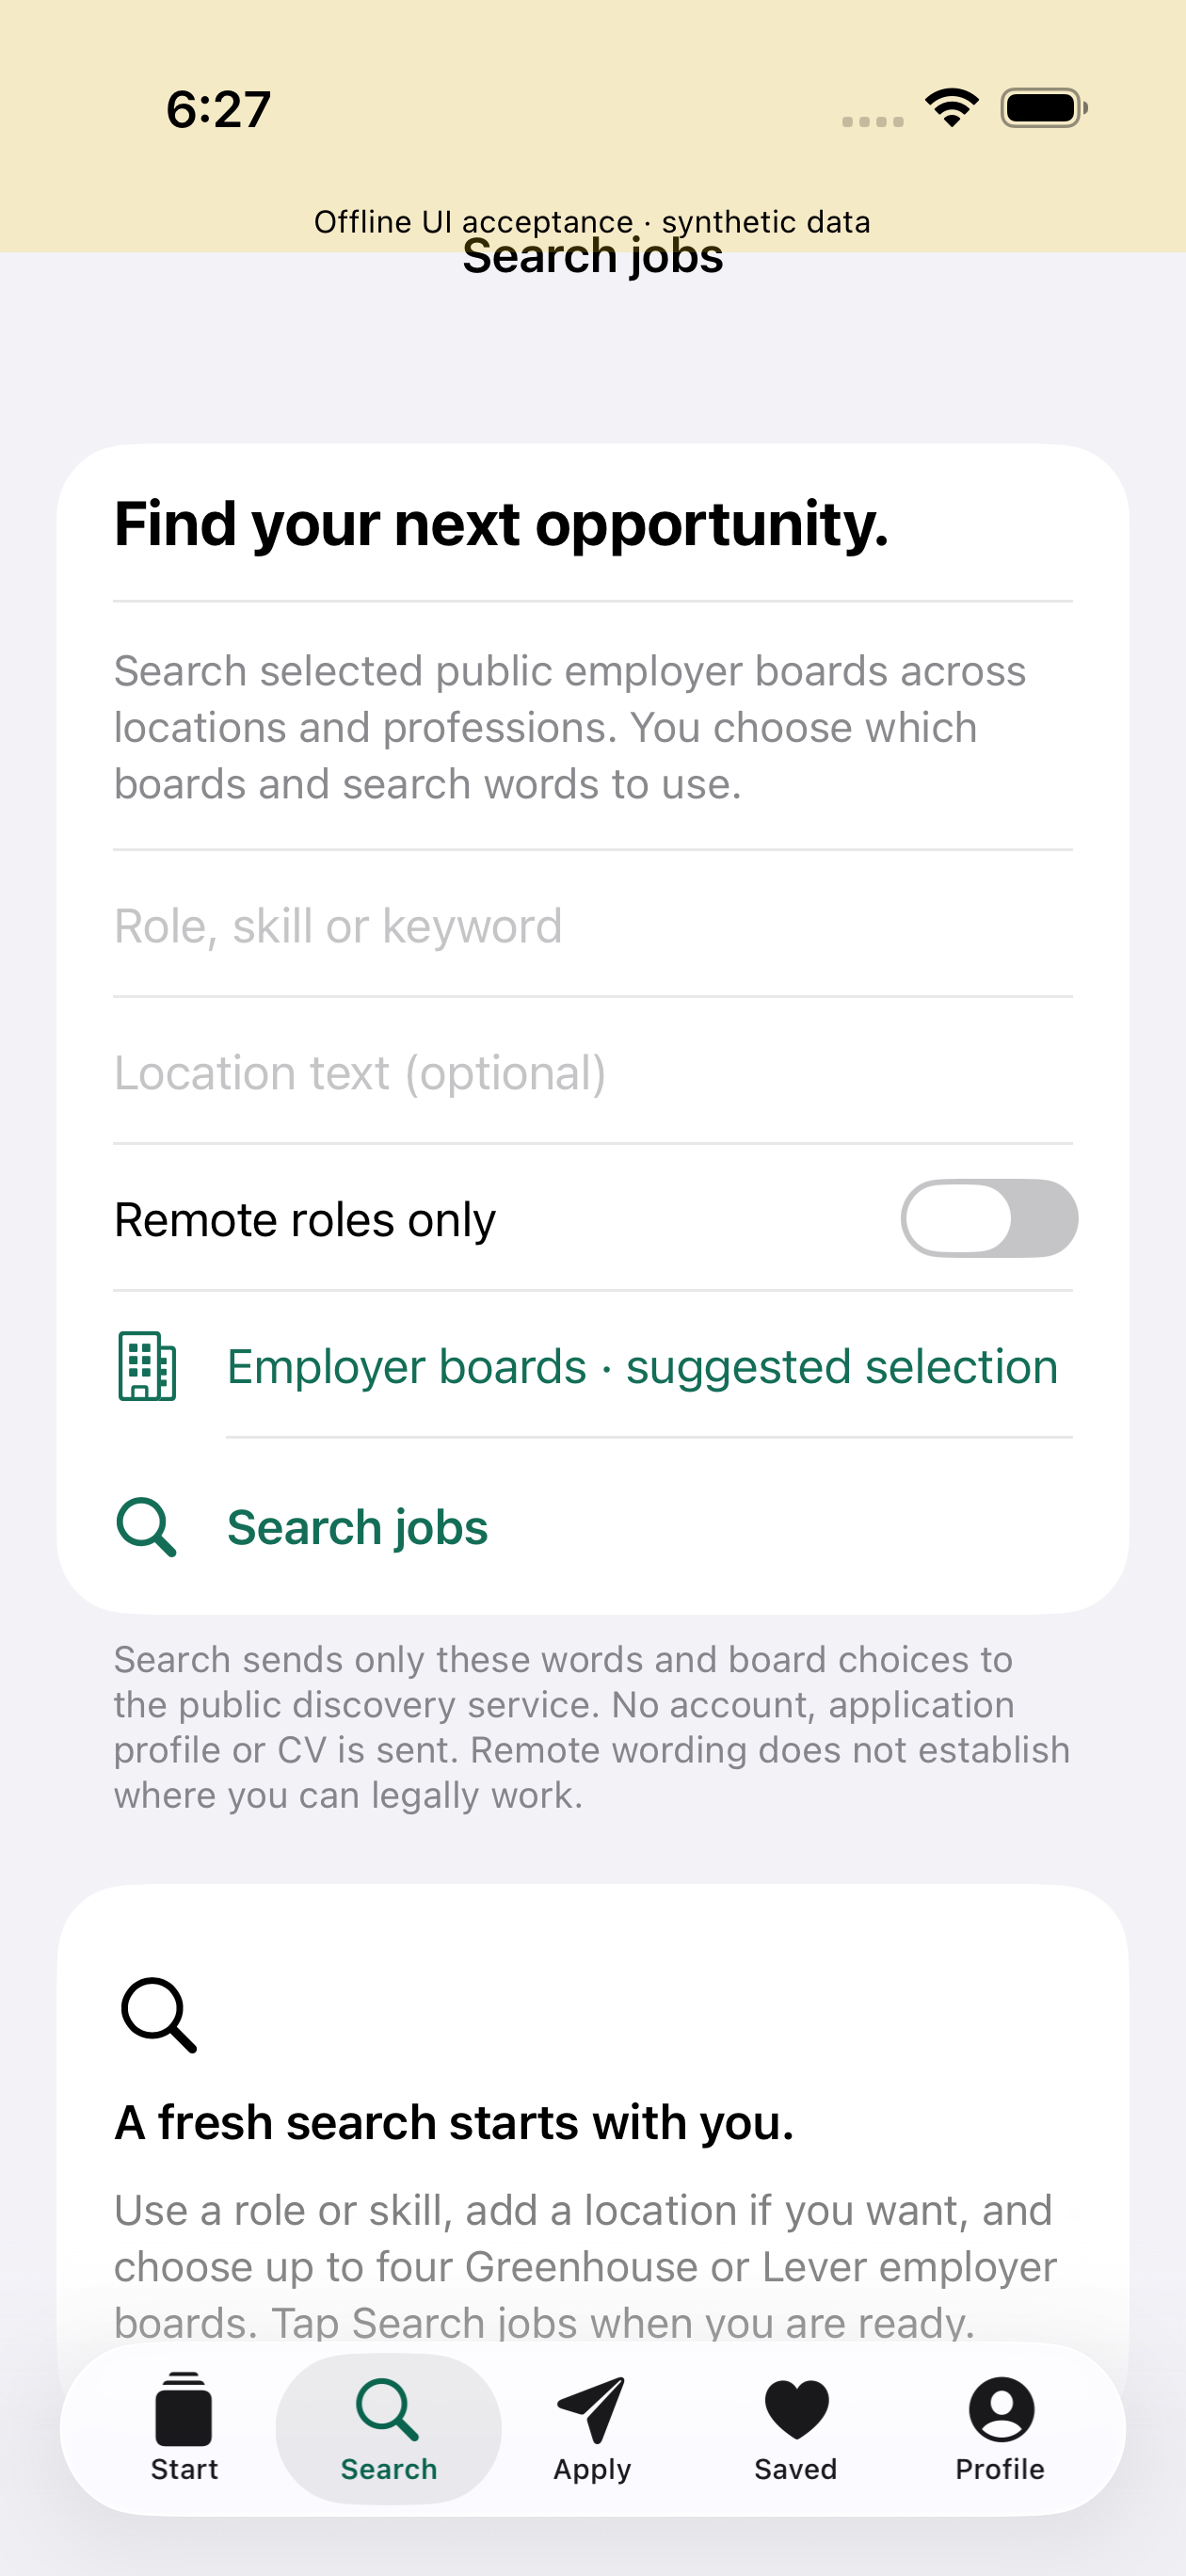 6:27
Offline UI acceptance · synthetic data
Search jobs
Find your next opportunity.
Search selected public employer boards across
locations and professions. You choose which
boards and search words to use.
Role, skill or keyword
Location text (optional)
Remote roles only
Employer boards · suggested selection
Search jobs
Search sends only these words and board choices to
the public discovery service. No account, application
profile or CV is sent. Remote wording does not establish
where you can legally work.
A fresh search starts with you.
Use a role or skill, add a location if you want, and
choose up to four Greenhouse or Lever employer
boards. Tap Search jobs when you are ready.
Start
Search
Apply
Saved
Profile